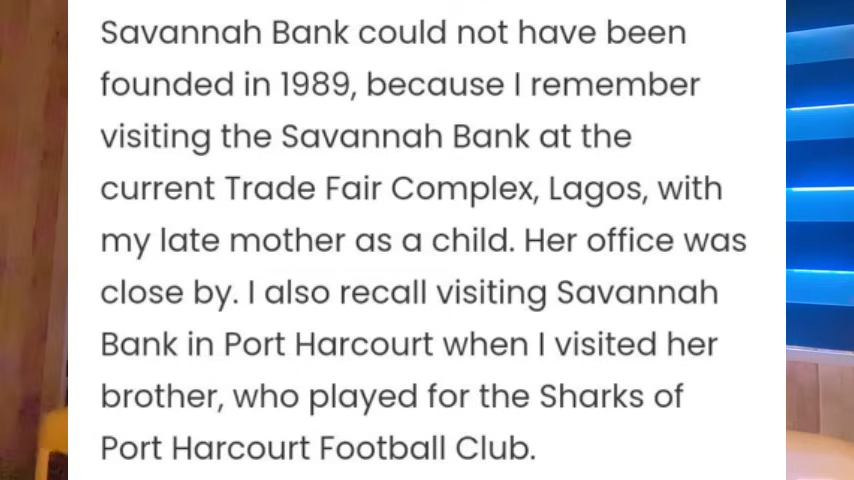 Savannah Bank could not have been
founded in 1989, because I remember
visiting the Savannah Bank at the
current Trade Fair Complex, Lagos, with
my late mother as a child. Her office was
close by. I also recall visiting Savannah
Bank in Port Harcourt when I visited her
brother, who played for the Sharks of
Port Harcourt Football Club.